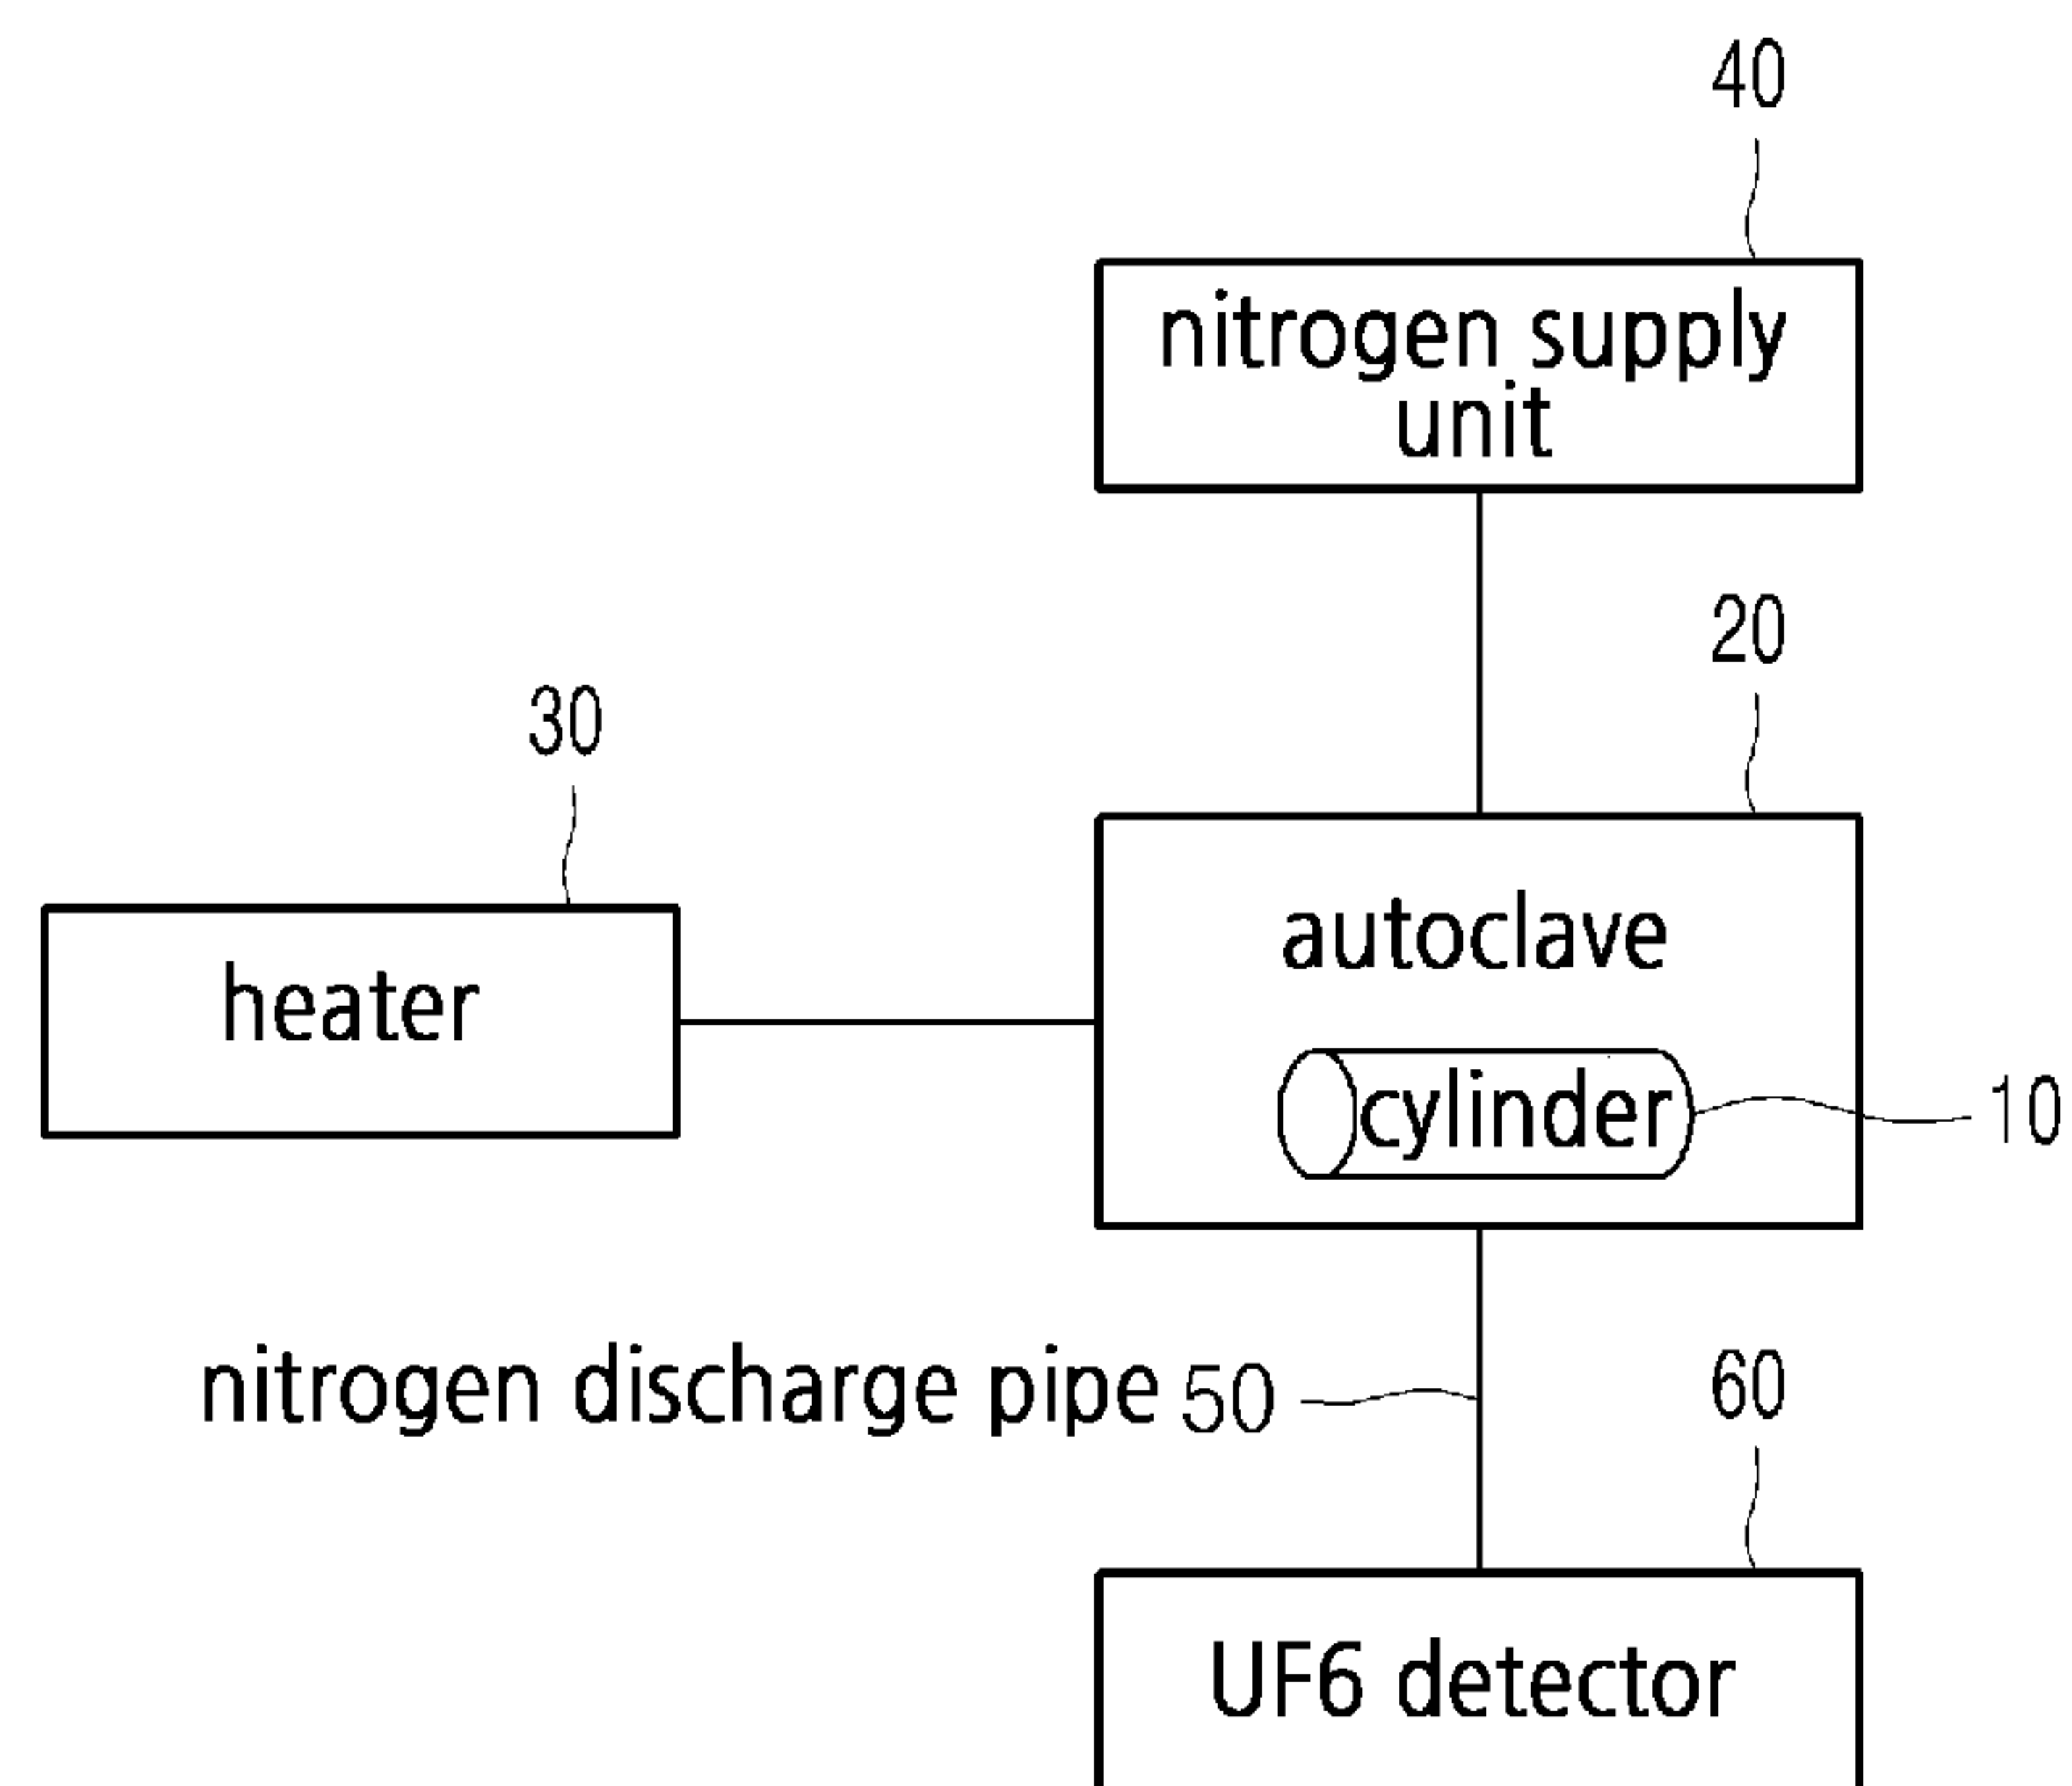 40
nitrogen supply
unit
20
30
autoclave
heater
cylinder
10
nitrogen discharge pipe 50
60
UF6 detector